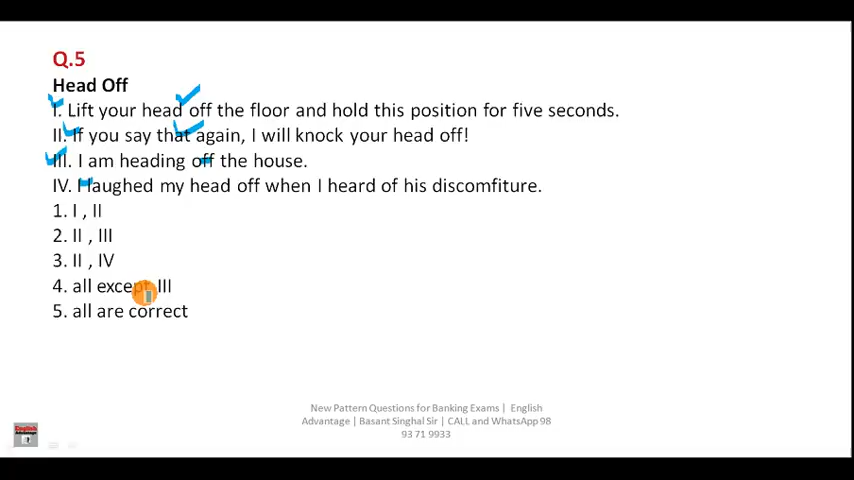 Q.5
Head Off
I. Lift your head off the floor and hold this position for five seconds.
II. If you say that again, I will knock your head off!
III. I am heading off the house.
IV. I laughed my head off when I heard of his discomfiture.
1. I , II
2. II , III
3. II , IV
4. all except III
5. all are correct
New Pattern Questions for Banking Exams | English
Advantage | Basant Singhal Sir | CALL and WhatsApp 98
93 71 9933
English
Advantage